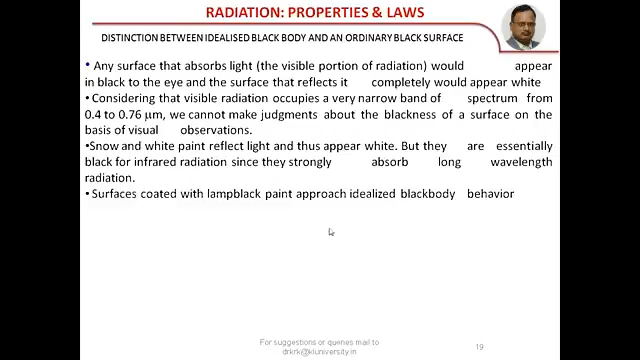 RADIATION: PROPERTIES & LAWS
DISTINCTION BETWEEN IDEALISED BLACK BODY AND AN ORDINARY BLACK SURFACE
• Any surface that absorbs light (the visible portion of radiation) would appear
in black to the eye and the surface that reflects it completely would appear white
• Considering that visible radiation occupies a very narrow band of spectrum from
0.4 to 0.76 µm, we cannot make judgments about the blackness of a surface on the
basis of visual observations.
•Snow and white paint reflect light and thus appear white. But they are essentially
black for infrared radiation since they strongly absorb long wavelength
radiation.
• Surfaces coated with lampblack paint approach idealized blackbody behavior
For suggestions or queries mail to
drkrk@kluniversity.in
19